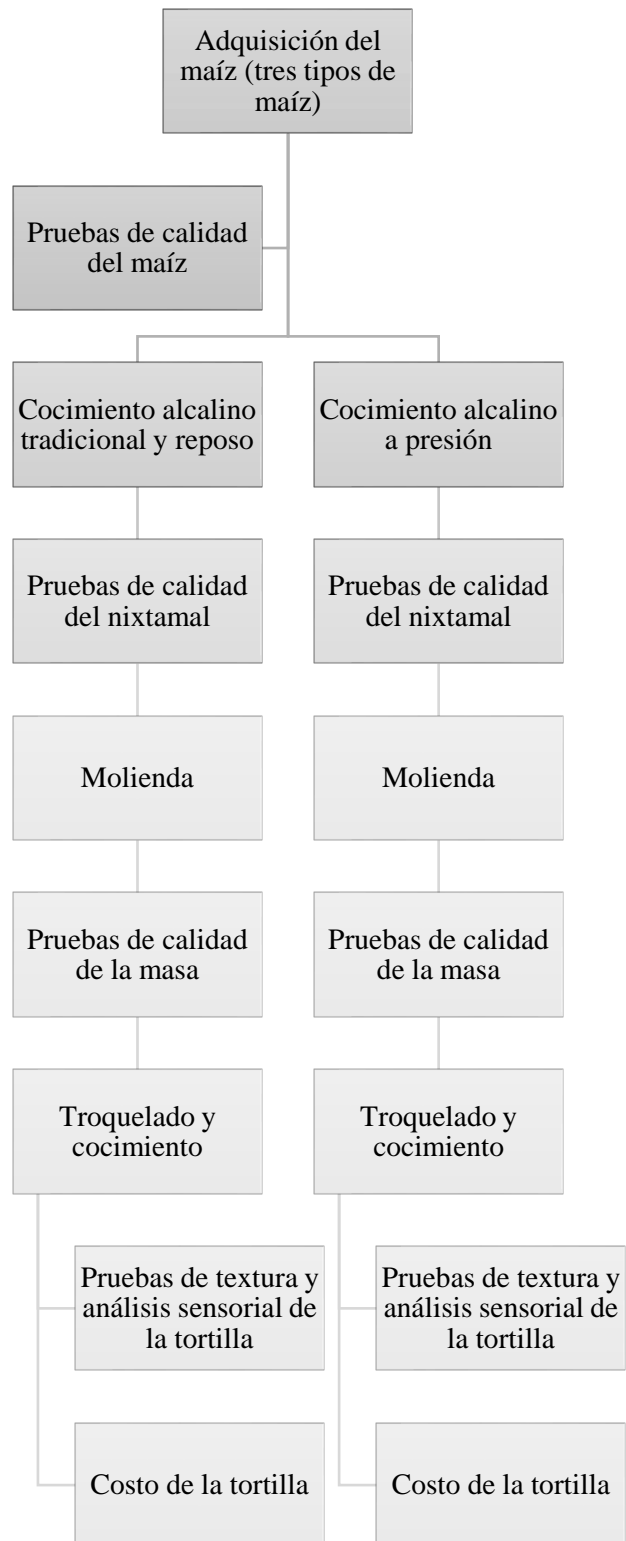 Adquisición del
maíz (tres tipos de
maíz)
Pruebas de calidad
del maíz
Cocimiento alcalino
tradicional y reposo
Pruebas de calidad
del nixtamal
Molienda
Pruebas de calidad
de la masa
Troquelado y
cocimiento
Pruebas de textura y
análisis sensorial de
la tortilla
Costo de la tortilla
Cocimiento alcalino
a presión
Pruebas de calidad
del nixtamal
Molienda
Pruebas de calidad
de la masa
Troquelado y
cocimiento
Pruebas de textura y
análisis sensorial de
la tortilla
Costo de la tortilla